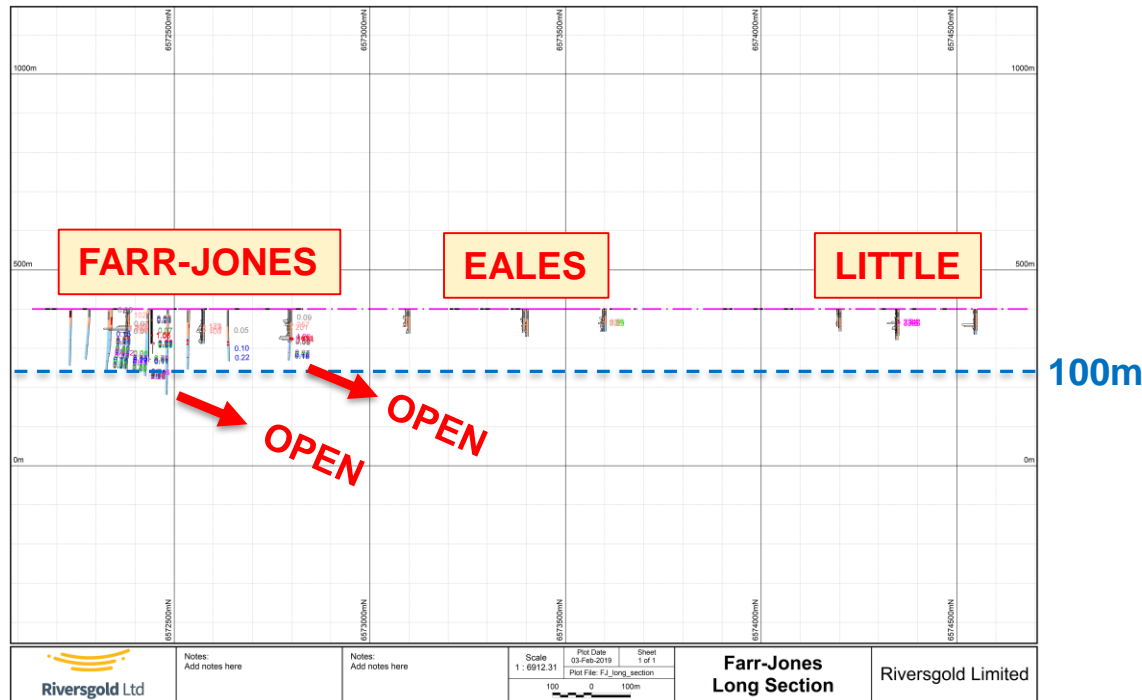 6572500mN
6573000mN
6573500mN
6574000mN
6574500mN
1000m
1000m
FARR-JONES
EALES
LITTLE
500m
500m
0.09
0.05
0.10
0.22
100m
OPEN
OPEN
0m
0m
6572500mN
6573000mN
6573500mN
6574000mN
6574500mN
Riversgold Ltd
Notes:
Add notes here
Notes:
Add notes here
Scale
1 : 6912.31
Plot Date
03-Feb-2019
Sheet
1 of 1
Plot File: FJ_long_section
100 0 100m
Farr-Jones
Long Section
Riversgold Limited